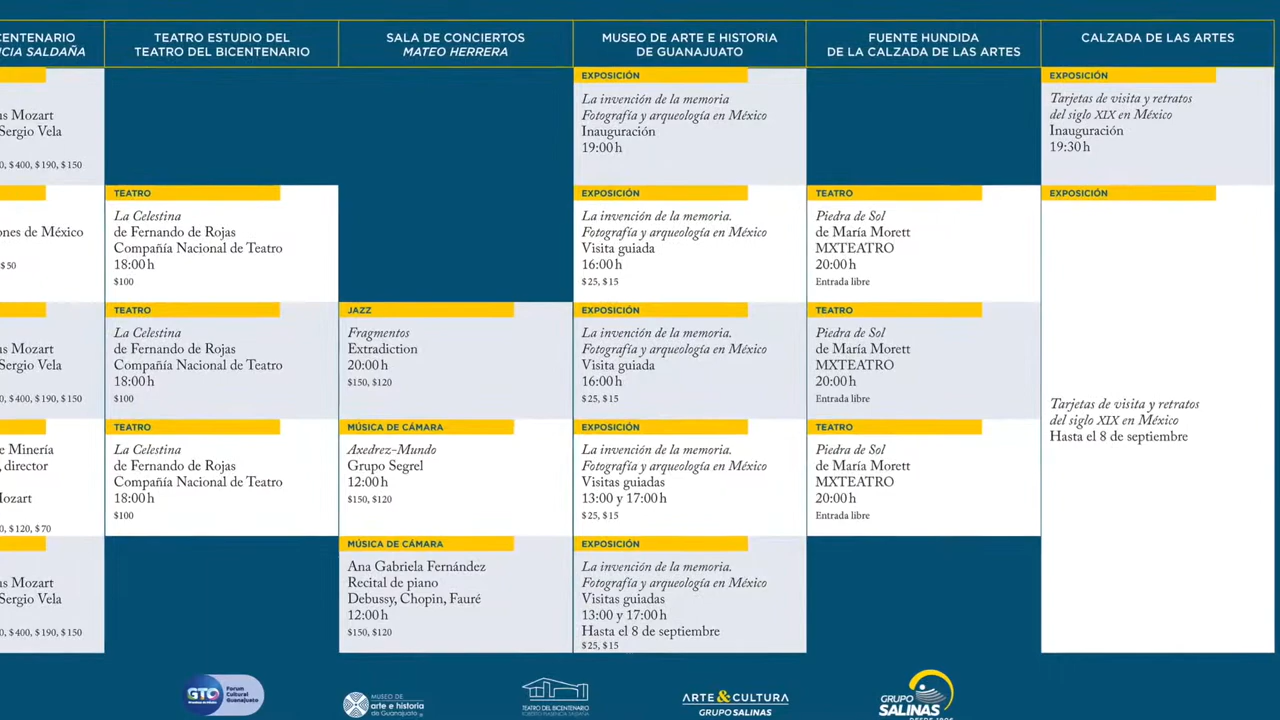 CENTENARIO
CIA SALDAÑA
TEATRO ESTUDIO DEL
TEATRO DEL BICENTENARIO
SALA DE CONCIERTOS
MATEO HERRERA
MUSEO DE ARTE E HISTORIA
DE GUANAJUATO
FUENTE HUNDIDA
DE LA CALZADA DE LAS ARTES
CALZADA DE LAS ARTES
us Mozart
Sergio Vela
0, $400, $190, $150
EXPOSICIÓN
La invención de la memoria
Fotografía y arqueología en México
Inauguración
19:00 h
EXPOSICIÓN
Tarjetas de visita y retratos
del siglo XIX en México
Inauguración
19:30 h
ones de México
$50
TEATRO
La Celestina
de Fernando de Rojas
Compañía Nacional de Teatro
18:00 h
$100
EXPOSICIÓN
La invención de la memoria.
Fotografía y arqueología en México
Visita guiada
16:00 h
$25, $15
TEATRO
Piedra de Sol
de María Morett
MXTEATRO
20:00 h
Entrada libre
EXPOSICIÓN
Tarjetas de visita y retratos
del siglo XIX en México
Hasta el 8 de septiembre
us Mozart
Sergio Vela
0, $400, $190, $150
TEATRO
La Celestina
de Fernando de Rojas
Compañía Nacional de Teatro
18:00 h
$100
JAZZ
Fragmentos
Extradiction
20:00 h
$150, $120
EXPOSICIÓN
La invención de la memoria.
Fotografía y arqueología en México
Visita guiada
16:00 h
$25, $15
TEATRO
Piedra de Sol
de María Morett
MXTEATRO
20:00 h
Entrada libre
e Minería
, director
Mozart
0, $120, $70
TEATRO
La Celestina
de Fernando de Rojas
Compañía Nacional de Teatro
18:00 h
$100
MÚSICA DE CÁMARA
Axedrez-Mundo
Grupo Segrel
12:00 h
$150, $120
EXPOSICIÓN
La invención de la memoria.
Fotografía y arqueología en México
Visitas guiadas
13:00 y 17:00 h
$25, $15
TEATRO
Piedra de Sol
de María Morett
MXTEATRO
20:00 h
Entrada libre
us Mozart
Sergio Vela
0, $400, $190, $150
MÚSICA DE CÁMARA
Ana Gabriela Fernández
Recital de piano
Debussy, Chopin, Fauré
12:00 h
$150, $120
EXPOSICIÓN
La invención de la memoria.
Fotografía y arqueología en México
Visitas guiadas
13:00 y 17:00 h
Hasta el 8 de septiembre
$25, $15
GTO
Forum
Cultural
Guanajuato
MUSEO DE
arte e historia
de Guanajuato
TEATRO DEL BICENTENARIO
ARTE & CULTURA
GRUPO SALINAS
GRUPO
SALINAS
DESDE 1906